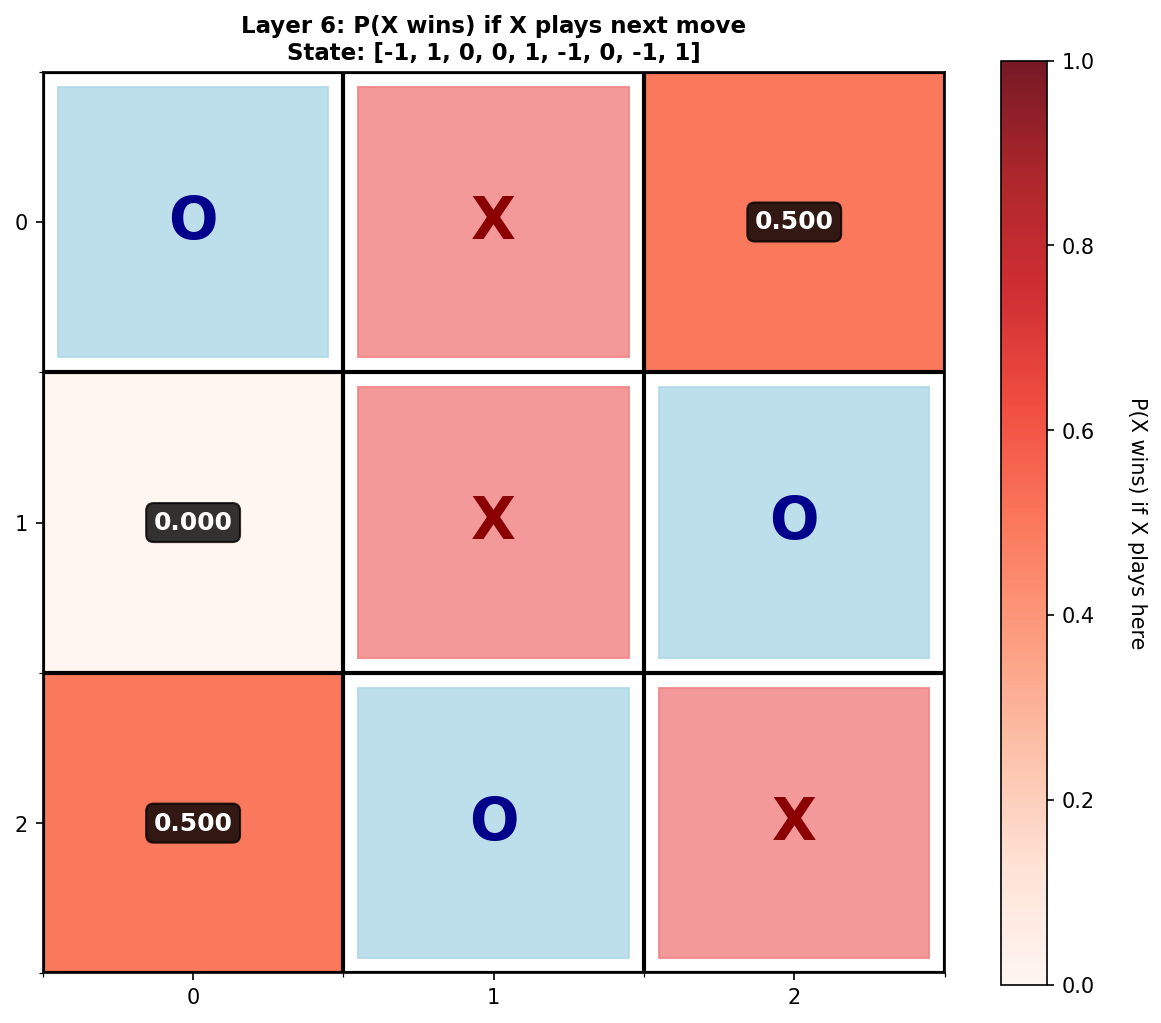 Layer 6: P(X wins) if X plays next move
State: [-1, 1, 0, 0, 1, -1, 0, -1, 1]
O X 0.500
0.000 X O
0.500 O X
0
1
2
0 1 2
1.0
0.8
0.6
0.4
0.2
0.0
P(X wins) if X plays here